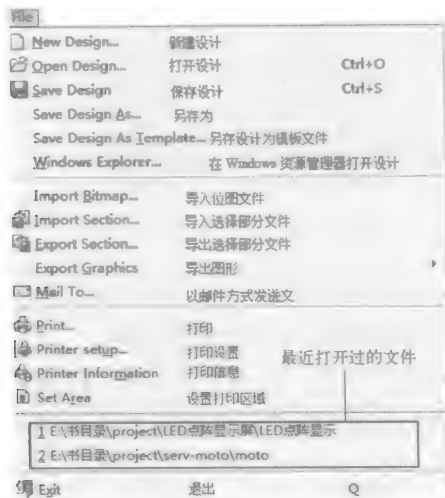 File
New Design... 新建设计
Open Design... 打开设计 Ctrl+O
Save Design 保存设计 Ctrl+S
Save Design As... 另存为
Save Design As Template... 另存设计为模板文件
Windows Explorer... 在 Windows 资源管理器打开设计
Import Bitmap... 导入位图文件
Import Section... 导入选择部分文件
Export Section... 导出选择部分文件
Export Graphics 导出图形
Mail To... 以邮件方式发送文
Print... 打印
Printer setup... 打印设置
最近打开过的文件
Printer Information 打印信息
Set Area 设置打印区域
1 E:\书目录\project\LED点阵显示屏\LED点阵显示
2 E:\书目录\project\serv-moto\moto
Exit 退出 Q